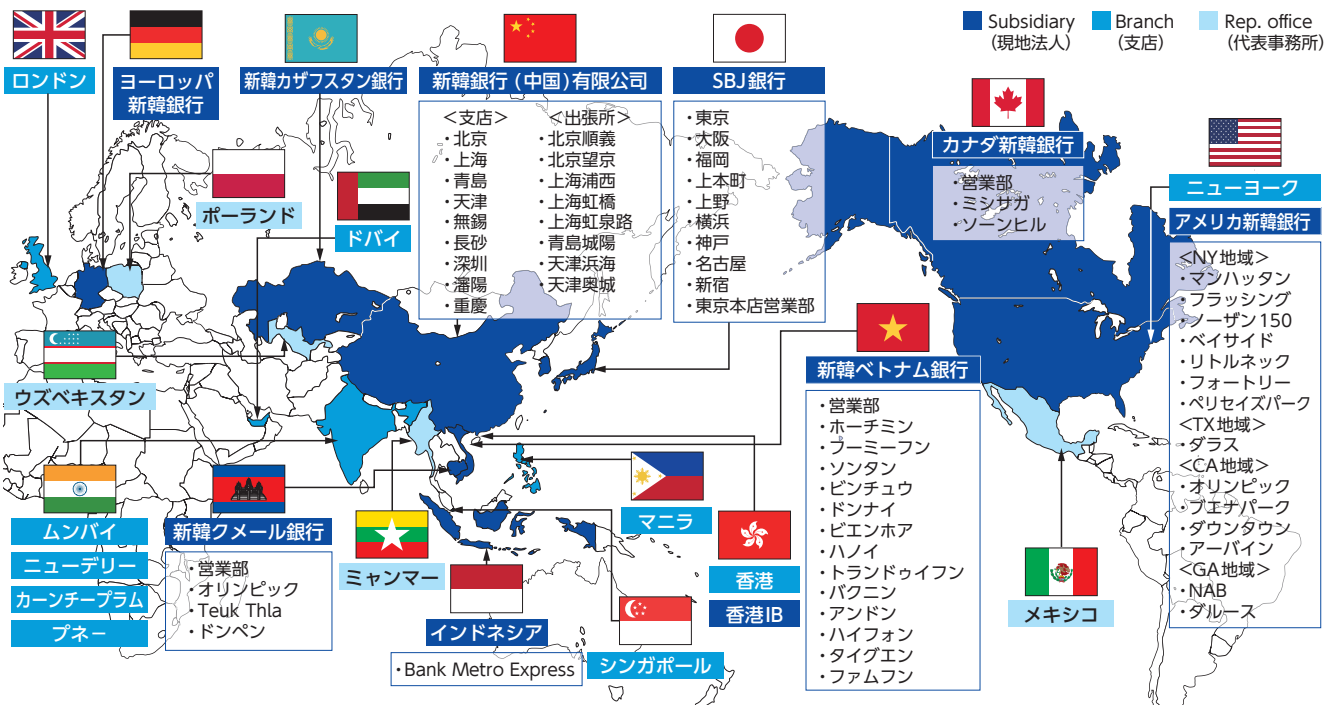 Subsidiary
(現地法人)
Branch
(支店)
Rep. office
(代表事務所)
ロンドン
ヨーロッパ
新韓銀行
新韓カザフスタン銀行
新韓銀行(中国)有限公司
<支店>
・北京
・上海
・青島
・天津
・無錫
・長砂
・深圳
・瀋陽
・重慶
<出張所>
・北京順義
・北京望京
・上海浦西
・上海虹橋
・上海虹泉路
・青島城陽
・天津浜海
・天津奥城
SBJ銀行
・東京
・大阪
・福岡
・上本町
・上野
・横浜
・神戸
・名古屋
・新宿
・東京本店営業部
カナダ新韓銀行
・営業部
・ミシサガ
・ソーンヒル
ニューヨーク
アメリカ新韓銀行
<NY地域>
・マンハッタン
・フラッシング
・ノーザン150
・ベイサイド
・リトルネック
・フォートリー
・ペリセイズパーク
<TX地域>
・ダラス
<CA地域>
・オリンピック
・ブエナパーク
・ダウンタウン
・アーバイン
<GA地域>
・NAB
・ダルース
ポーランド
ドバイ
ウズベキスタン
新韓ベトナム銀行
・営業部
・ホーチミン
・フーミーフン
・ソンタン
・ビンチュウ
・ドンナイ
・ビエンホア
・ハノイ
・トランドゥイフン
・バクニン
・アンドン
・ハイフォン
・タイグエン
・ファムフン
ムンバイ
ニューデリー
カーンチープラム
プネー
新韓クメール銀行
・営業部
・オリンピック
・Teuk Thla
・ドンペン
ミャンマー
インドネシア
・Bank Metro Express
シンガポール
マニラ
香港
香港IB
メキシコ